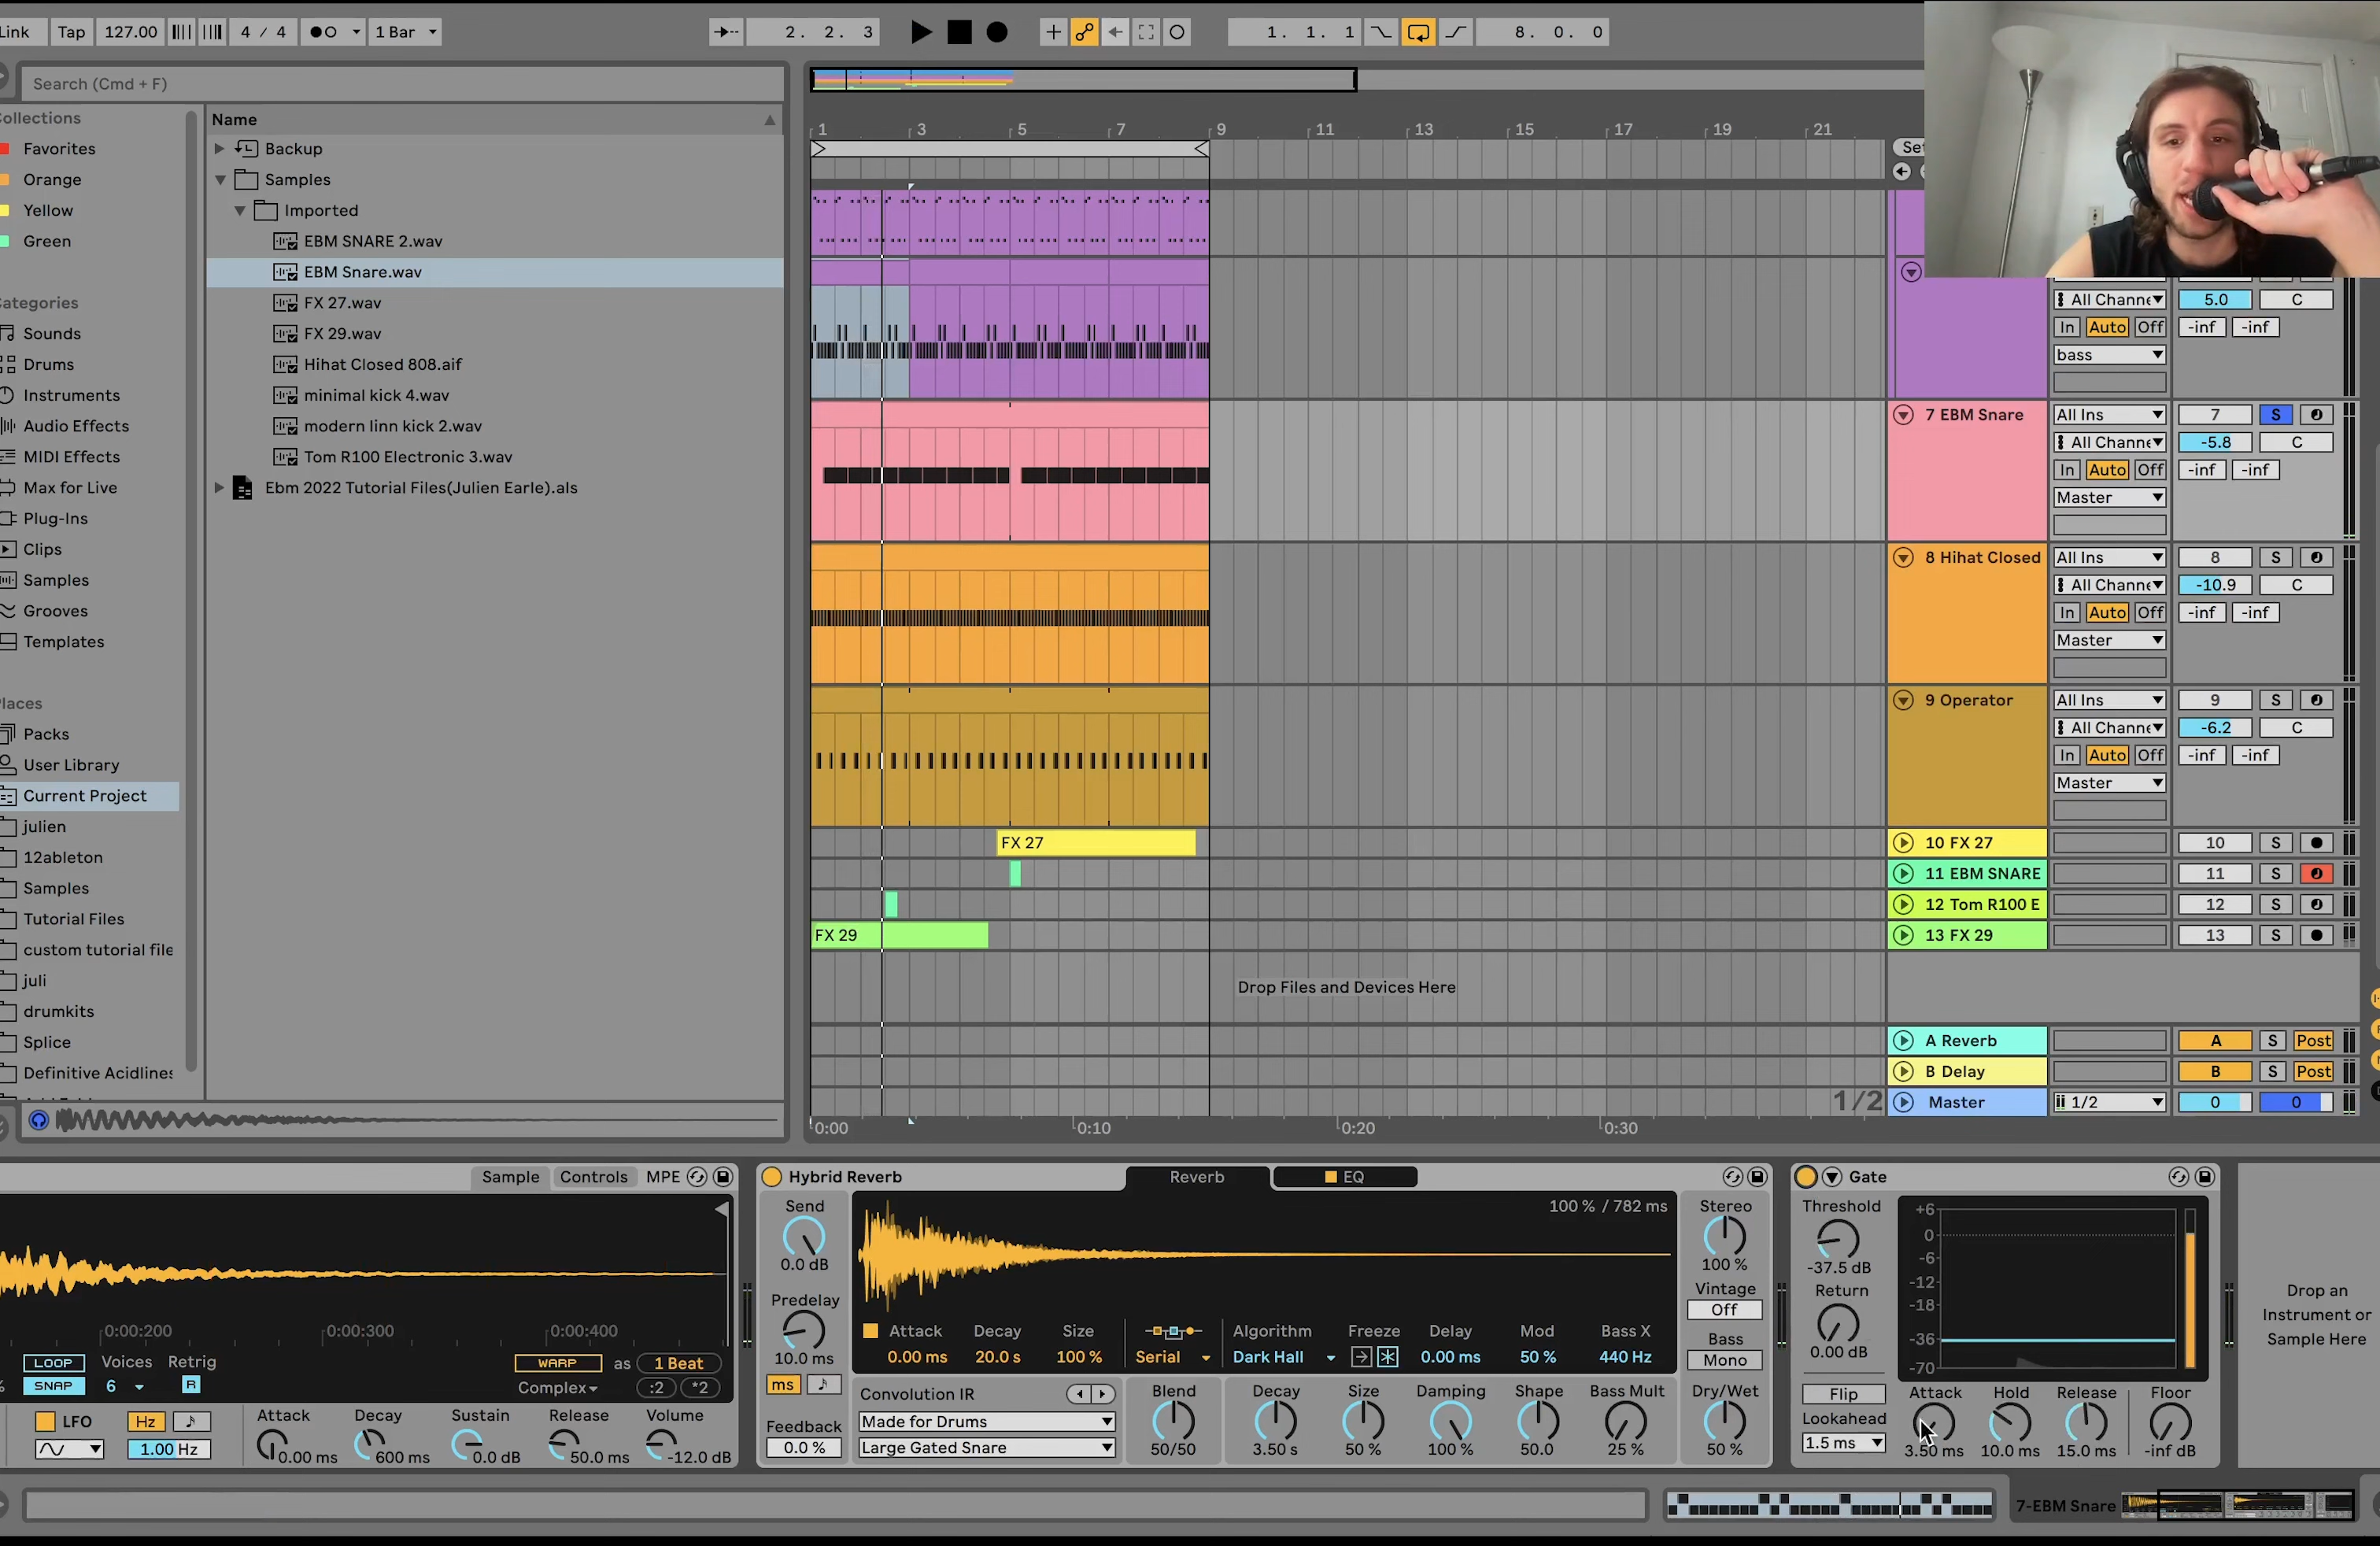 Link Tap 127.00 4 / 4 1 Bar 2. 2. 3 1. 1. 1 8. 0. 0
Search (Cmd + F)
Collections
Favorites
Orange
Yellow
Green
Categories
Sounds
Drums
Instruments
Audio Effects
MIDI Effects
Max for Live
Plug-Ins
Clips
Samples
Grooves
Templates
Places
Packs
User Library
Current Project
julien
12ableton
Samples
Tutorial Files
custom tutorial file
juli
drumkits
Splice
Definitive Acidlines
Name
Backup
Samples
Imported
EBM SNARE 2.wav
EBM Snare.wav
FX 27.wav
FX 29.wav
Hihat Closed 808.aif
minimal kick 4.wav
modern linn kick 2.wav
Tom R100 Electronic 3.wav
Ebm 2022 Tutorial Files(Julien Earle).als
1 3 5 7 9 11 13 15 17 19 21
Set
All Channe 5.0 C
In Auto Off -inf -inf
bass
7 EBM Snare All Ins 7 S
All Channe -5.8 C
In Auto Off -inf -inf
Master
8 Hihat Closed All Ins 8 S
All Channe -10.9 C
In Auto Off -inf -inf
Master
9 Operator All Ins 9 S
All Channe -6.2 C
In Auto Off -inf -inf
Master
FX 27 10 FX 27 10 S
11 EBM SNARE 11 S
12 Tom R100 E 12 S
FX 29 13 FX 29 13 S
Drop Files and Devices Here
A Reverb A S Post
B Delay B S Post
1/2 Master 1/2 0 0
0:00 0:10 0:20 0:30
Sample Controls MPE
0:00:200 0:00:300 0:00:400
LOOP Voices Retrig WARP as 1 Beat
SNAP 6 R Complex :2 *2
LFO Hz Attack Decay Sustain Release Volume
1.00 Hz 0.00 ms 600 ms 0.0 dB 50.0 ms -12.0 dB
Hybrid Reverb Reverb EQ
Send
0.0 dB
Predelay
10.0 ms
ms
Feedback
0.0 %
100 % / 782 ms
Attack Decay Size Algorithm Freeze Delay Mod Bass X
0.00 ms 20.0 s 100 % Serial Dark Hall 0.00 ms 50 % 440 Hz
Convolution IR
Made for Drums
Large Gated Snare
Blend Decay Size Damping Shape Bass Mult
50/50 3.50 s 50 % 100 % 50.0 25 %
Stereo
100 %
Vintage
Off
Bass
Mono
Dry/Wet
50 %
Gate
Threshold
-37.5 dB
Return
0.00 dB
Flip
Lookahead
1.5 ms
+6
0
-6
-12
-18
-36
-70
Attack Hold Release Floor
3.50 ms 10.0 ms 15.0 ms -inf dB
Drop an
Instrument or
Sample Here
7-EBM Snare